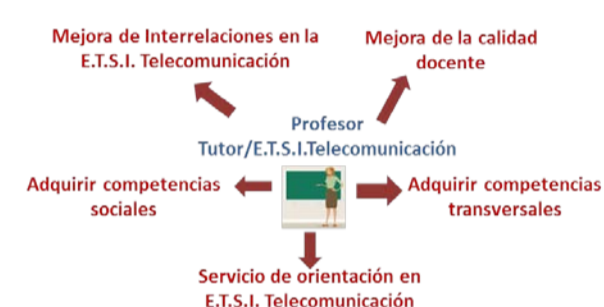 Mejora de Interrelaciones en la
E.T.S.I. Telecomunicación
Mejora de la calidad
docente
Profesor
Tutor/E.T.S.I.Telecomunicación
Adquirir competencias
sociales
Adquirir competencias
transversales
Servicio de orientación en
E.T.S.I. Telecomunicación